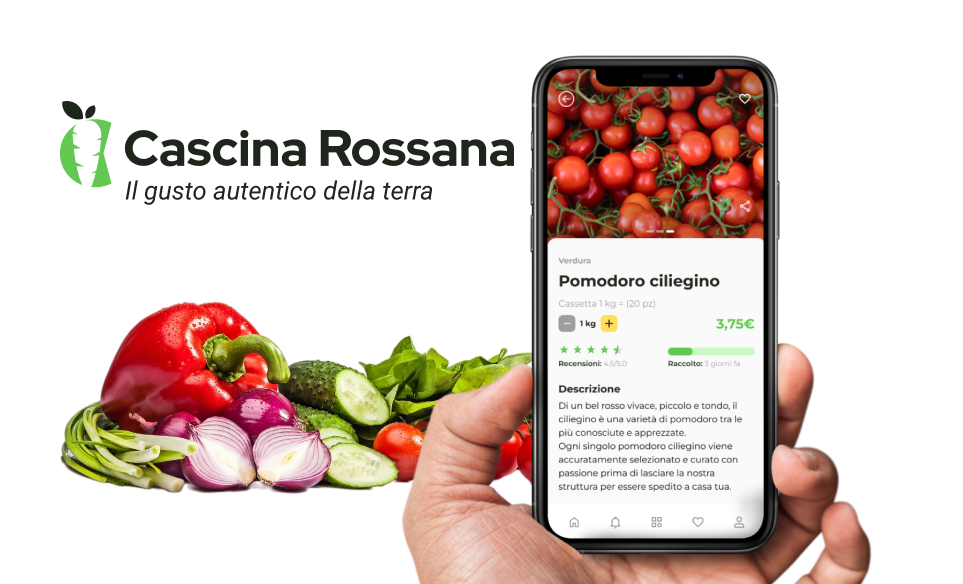 Cascina Rossana
Il gusto autentico della terra
Verdura
Pomodoro ciliegino
Cassetta 1 kg = (20 pz)
1 kg
3,75€
Recensioni: 4.5/5.0
Raccolto: 3 giorni fa
Descrizione
Di un bel rosso vivace, piccolo e tondo, il
ciliegino è una varietà di pomodoro tra le
più conosciute e apprezzate.
Ogni singolo pomodoro ciliegino viene
accuratamente selezionato e curato con
passione prima di lasciare la nostra
struttura per essere spedito a casa tua.